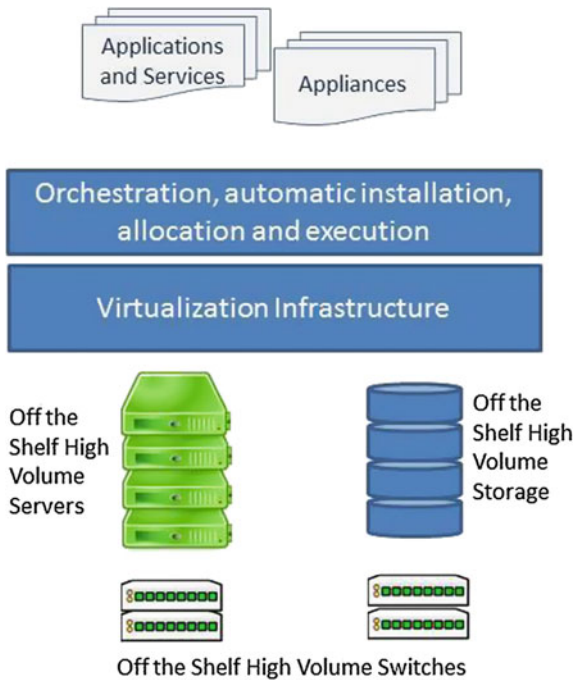 Applications
and Services
Appliances
Orchestration, automatic installation,
allocation and execution
Virtualization Infrastructure
Off the
Shelf High
Volume
Servers
Off the
Shelf High
Volume
Storage
Off the Shelf High Volume Switches